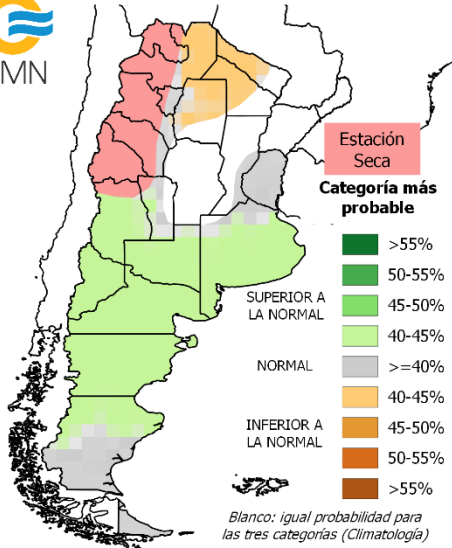 MN
Estación
Seca
Categoría más
probable
>55%
50-55%
45-50%
SUPERIOR A
LA NORMAL
40-45%
NORMAL
>=40%
40-45%
INFERIOR A
LA NORMAL
45-50%
50-55%
>55%
Blanco: igual probabilidad para
las tres categorías (Climatología)